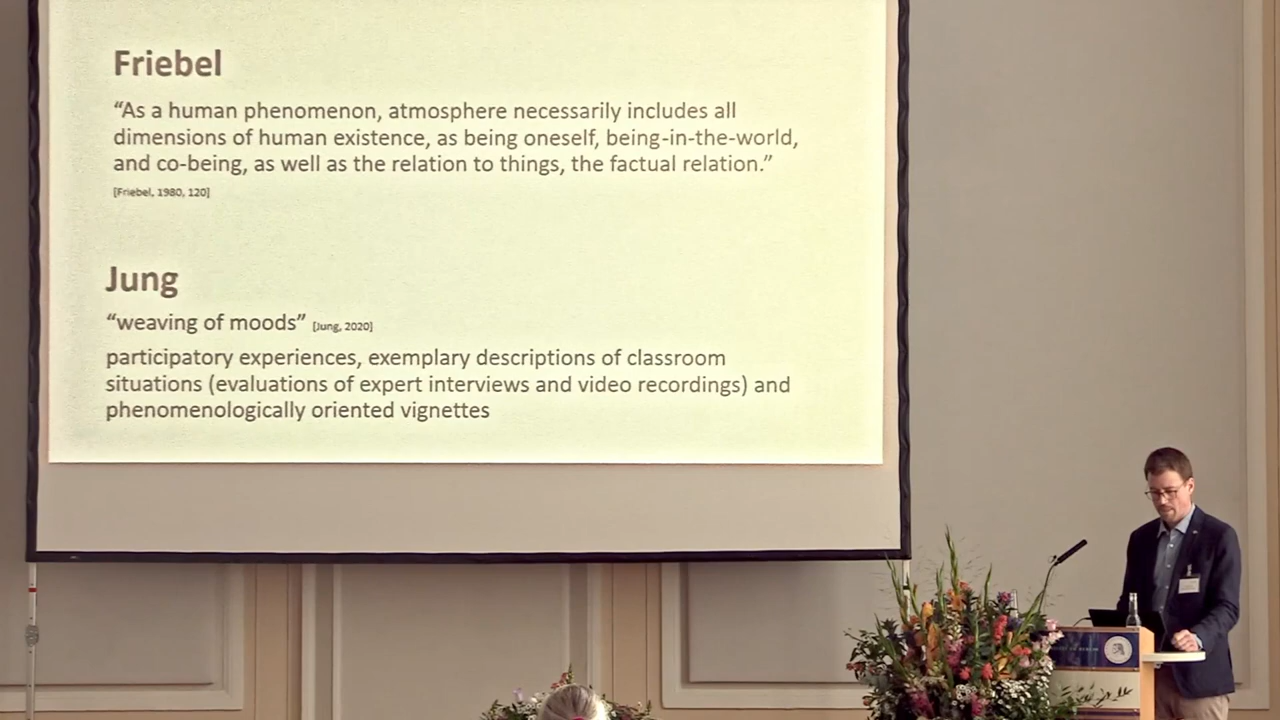 Friebel
“As a human phenomenon, atmosphere necessarily includes all
dimensions of human existence, as being oneself, being-in-the-world,
and co-being, as well as the relation to things, the factual relation.”
[Friebel, 1980, 120]
Jung
“weaving of moods” [Jung, 2020]
participatory experiences, exemplary descriptions of classroom
situations (evaluations of expert interviews and video recordings) and
phenomenologically oriented vignettes